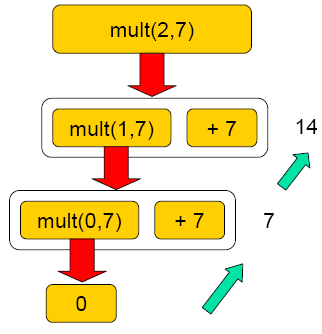 mult(2,7)
mult(1,7) + 7 14
mult(0,7) + 7 7
0